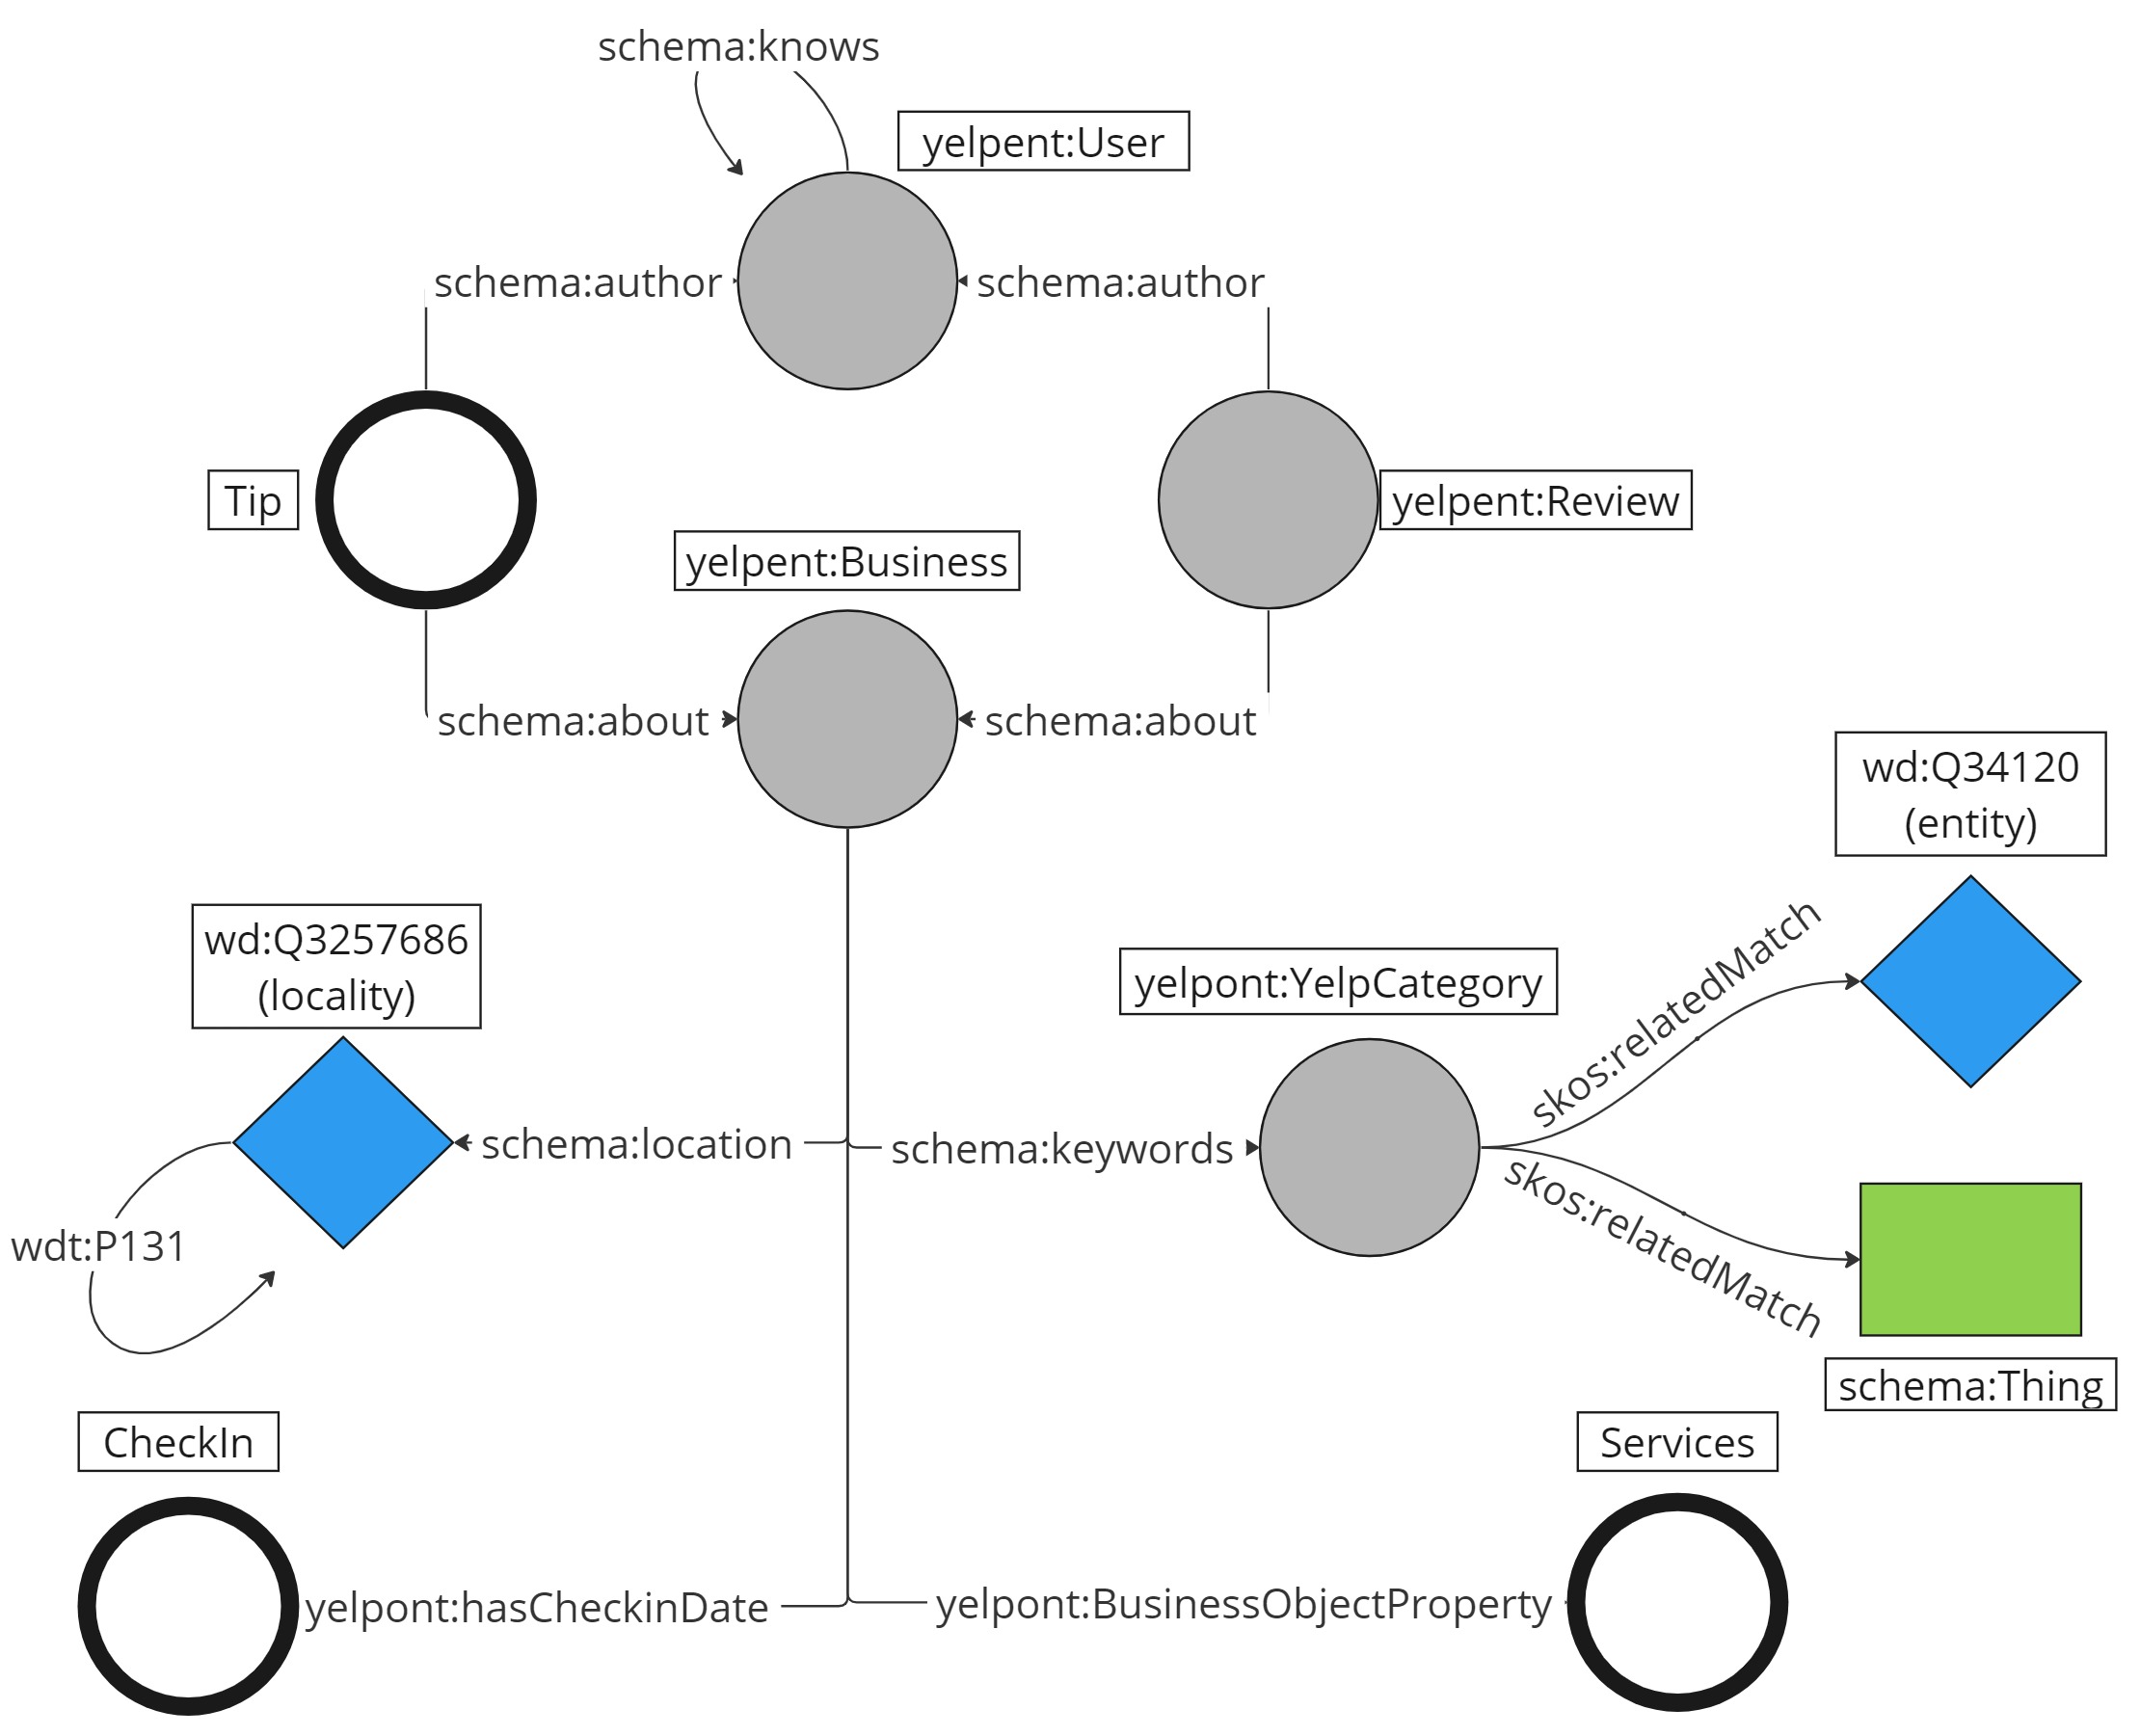 schema:knows
yelpent:User
schema:author
schema:author
Tip
yelpent:Review
yelpent:Business
schema:about
schema:about
wd:Q34120
(entity)
wd:Q3257686
(locality)
skos:relatedMatch
yelpont:YelpCategory
schema:location
schema:keywords
skos:relatedMatch
wdt:P131
schema:Thing
CheckIn
Services
yelpont:hasCheckinDate
yelpont:BusinessObjectProperty